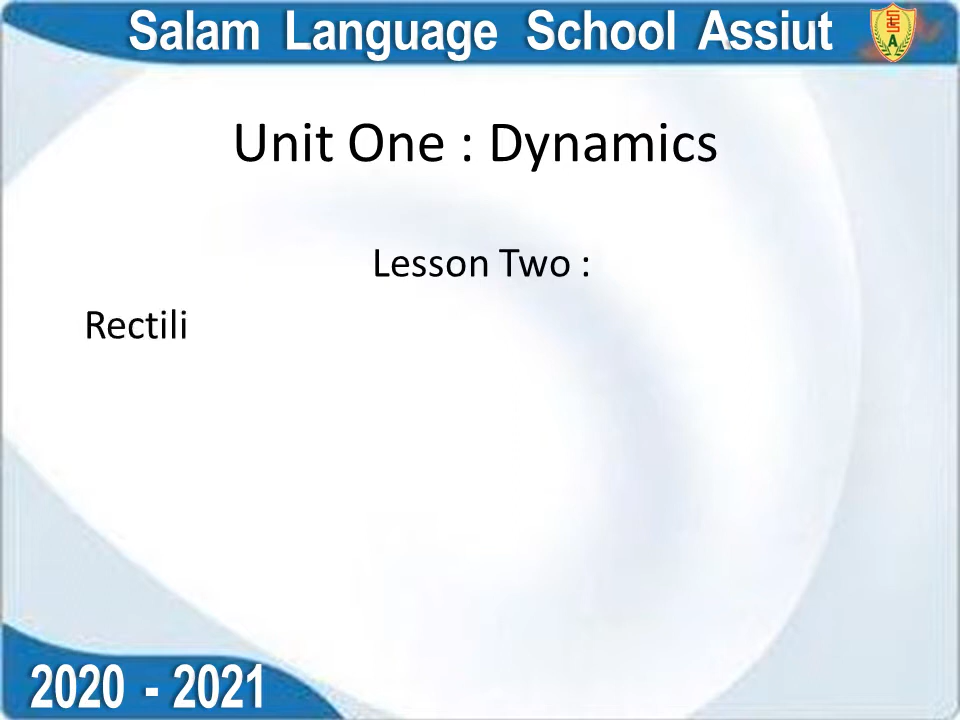 Salam Language School Assiut
Unit One : Dynamics
Lesson Two :
Rectili
2020 - 2021